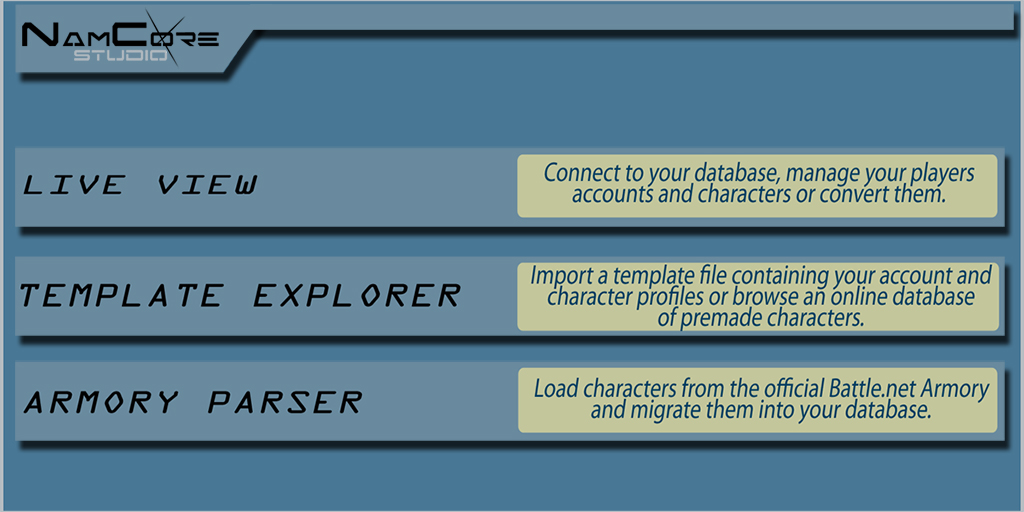 NamCore
STUDIO
LIVE VIEW
Connect to your database, manage your players
accounts and characters or convert them.
TEMPLATE EXPLORER
Import a template file containing your account and
character profiles or browse an online database
of premade characters.
ARMORY PARSER
Load characters from the official Battle.net Armory
and migrate them into your database.